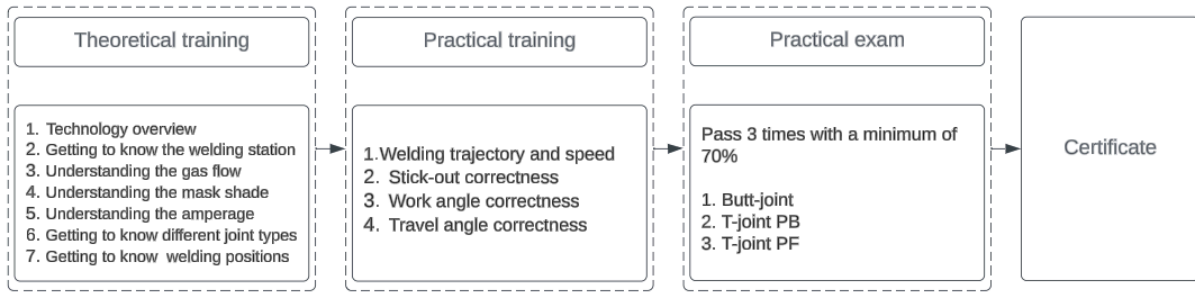 Theoretical training
1. Technology overview
2. Getting to know the welding station
3. Understanding the gas flow
4. Understanding the mask shade
5. Understanding the amperage
6. Getting to know different joint types
7. Getting to know welding positions
Practical training
1.Welding trajectory and speed
2. Stick-out correctness
3. Work angle correctness
4. Travel angle correctness
Practical exam
Pass 3 times with a minimum of
70%
1. Butt-joint
2. T-joint PB
3. T-joint PF
Certificate